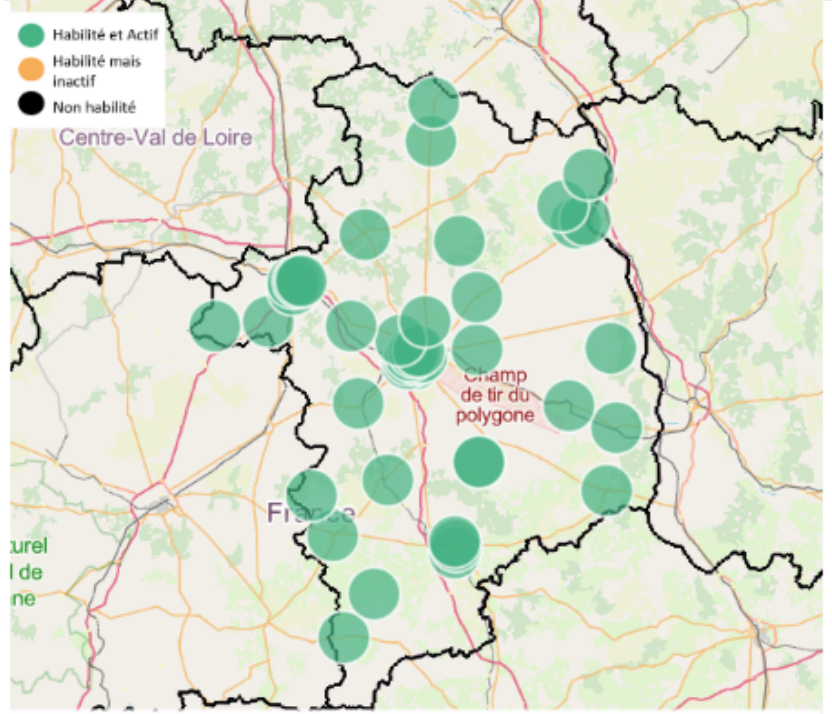 Habilité et Actif
Habilité mais
inactif
Non habilité
Centre-Val de Loire
Champ
de tir du
polygone
France
turel
l de
ne